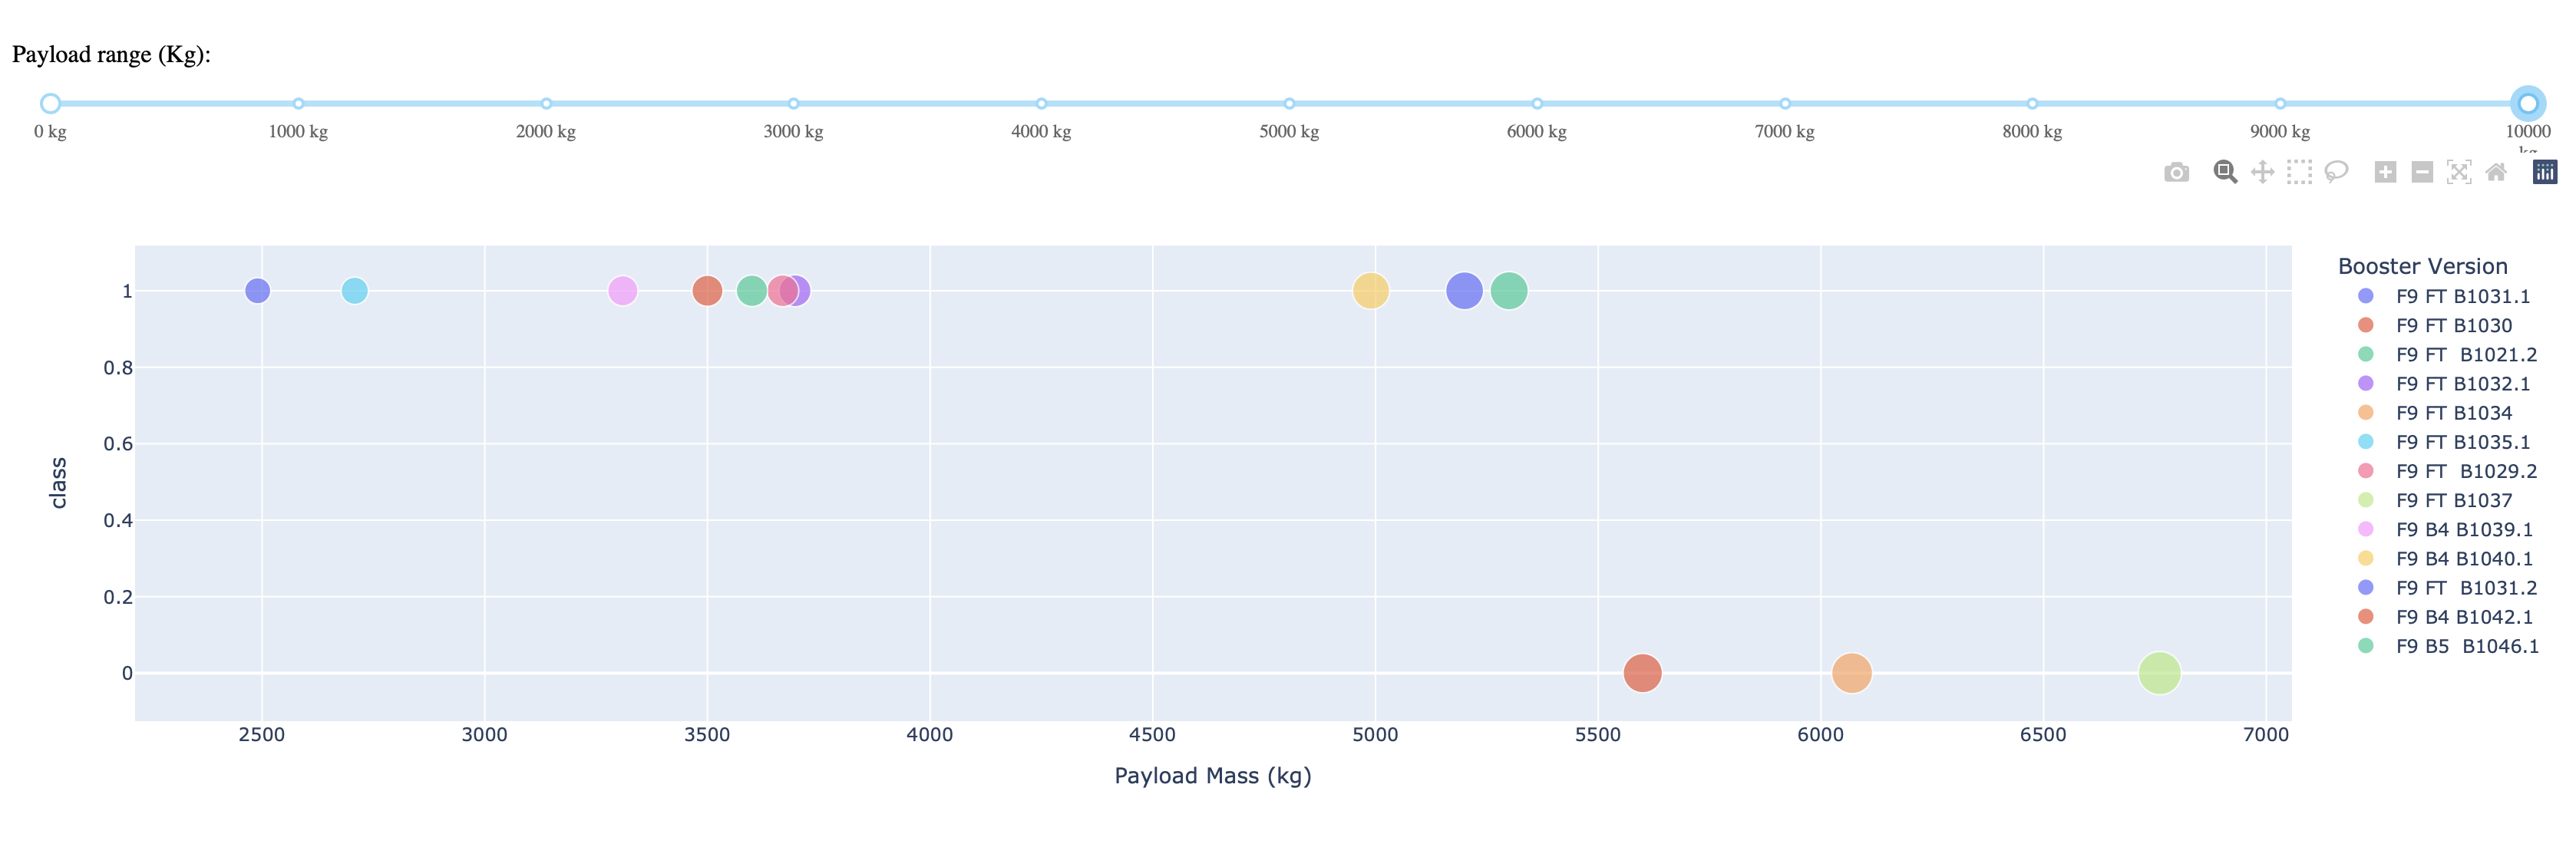 Payload range (Kg):
0 kg 1000 kg 2000 kg 3000 kg 4000 kg 5000 kg 6000 kg 7000 kg 8000 kg 9000 kg 10000
kg
Booster Version
F9 FT B1031.1
F9 FT B1030
F9 FT  B1021.2
F9 FT B1032.1
F9 FT B1034
F9 FT B1035.1
F9 FT  B1029.2
F9 FT B1037
F9 B4 B1039.1
F9 B4 B1040.1
F9 FT  B1031.2
F9 B4 B1042.1
F9 B5  B1046.1
class
1
0.8
0.6
0.4
0.2
0
2500 3000 3500 4000 4500 5000 5500 6000 6500 7000
Payload Mass (kg)